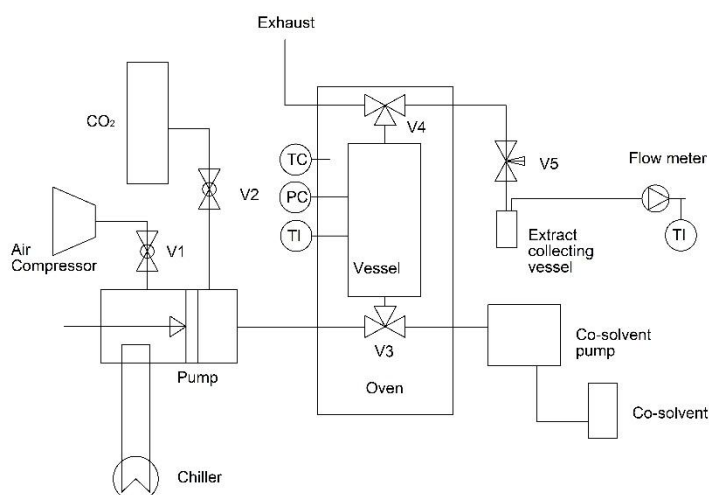 Exhaust
CO₂
V4
TC
V5
Flow meter
V2
PC
Air
Compressor
V1
TI
Vessel
Extract
collecting
vessel
TI
Pump
V3
Co-solvent
pump
Oven
Co-solvent
Chiller